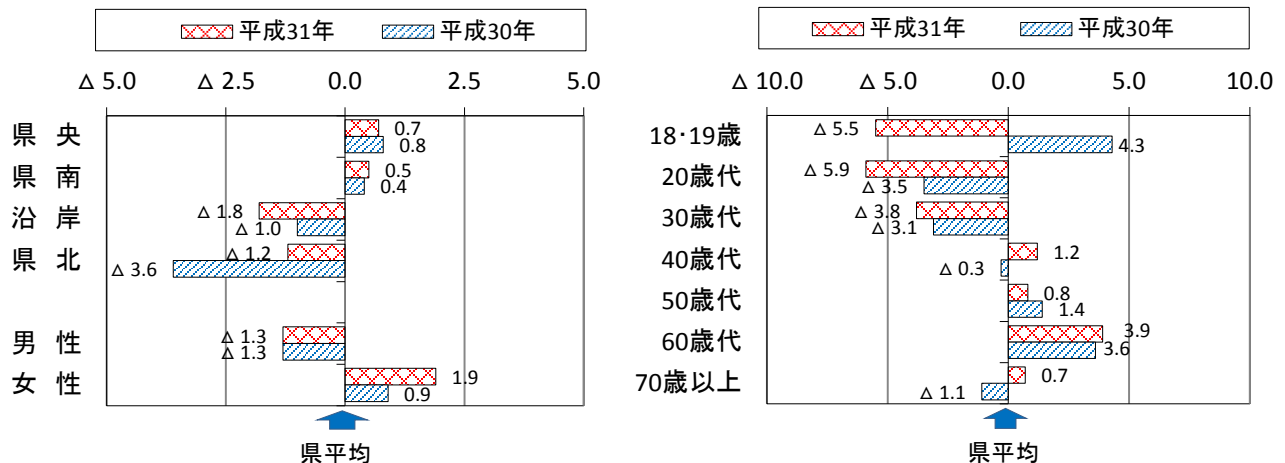 平成31年 平成30年
△ 5.0 △ 2.5 0.0 2.5 5.0
県 央 0.7
0.8
県 南 0.5
0.4
沿 岸 △ 1.8
△ 1.0
県 北 △ 1.2
△ 3.6
男 性 △ 1.3
△ 1.3
女 性 1.9
0.9
県平均
平成31年 平成30年
△ 10.0 △ 5.0 0.0 5.0 10.0
18･19歳 △ 5.5
4.3
20歳代 △ 5.9
△ 3.5
30歳代 △ 3.8
△ 3.1
40歳代 1.2
△ 0.3
50歳代 0.8
1.4
60歳代 3.9
3.6
70歳以上 0.7
△ 1.1
県平均